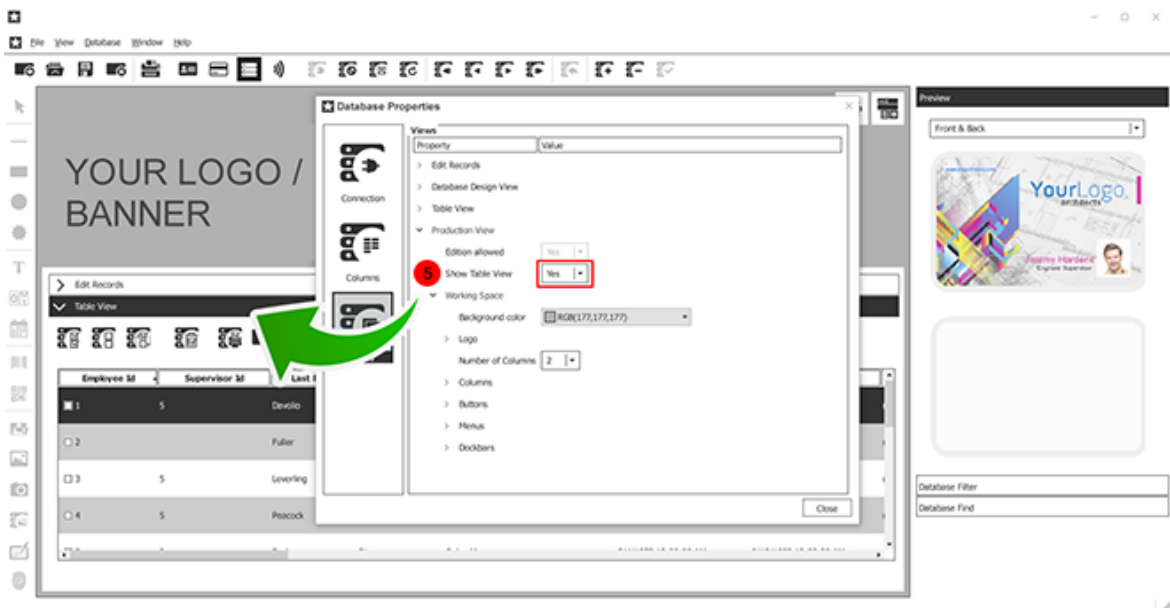 File View Database Window Help
YOUR LOGO /
BANNER
Edit Records
Table View
Employee Id
Supervisor Id
Last
1 5 Davolio
2 Fuller
3 5 Leverling
4 5 Peacock
Database Properties
Connection
Columns
Views
Property Value
Edit Records
Database Design View
Table View
Production View
Edition allowed Yes
5 Show Table View Yes
Working Space
Background color RGB(177,177,177)
Logo
Number of Columns 2
Columns
Buttons
Menus
Dockbars
Close
Preview
Front & Back
YourLogo
architects
Jeremy Harders
Engineer Supervisor
Database Filter
Database Find